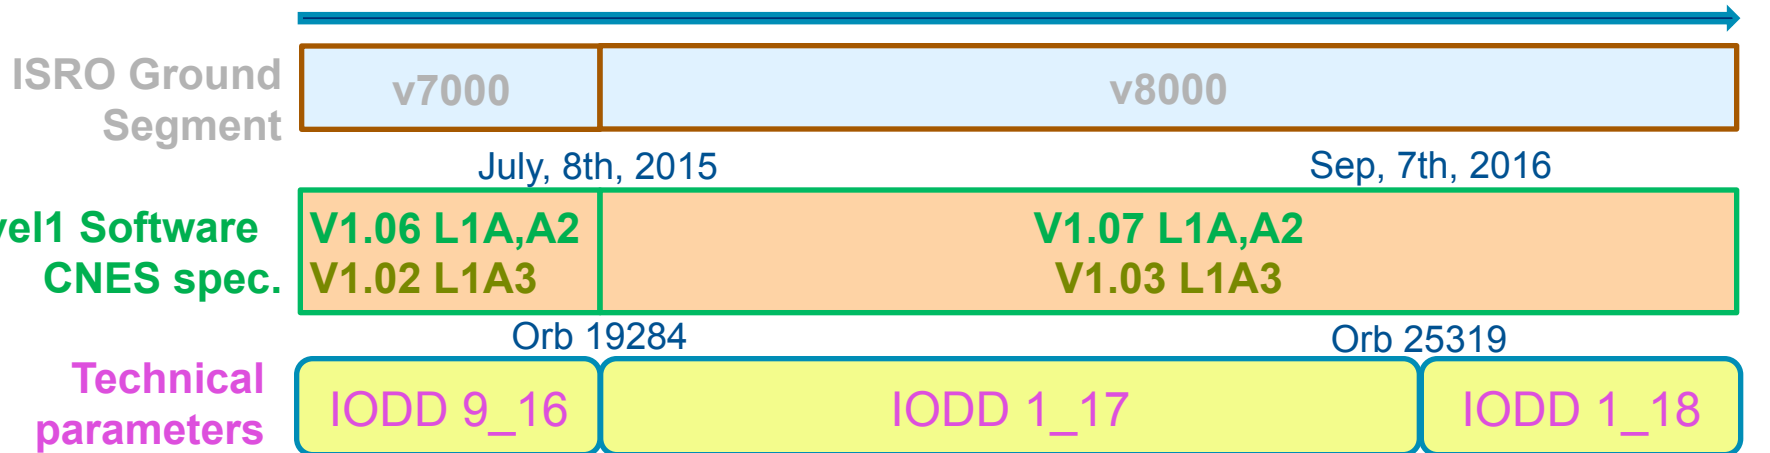 ISRO Ground
Segment
v7000
v8000
July, 8th, 2015
Sep, 7th, 2016
Software
CNES spec.
V1.06 L1A,A2
V1.02 L1A3
V1.07 L1A,A2
V1.03 L1A3
Orb 19284
Orb 25319
Technical
parameters
IODD 9_16
IODD 1_17
IODD 1_18